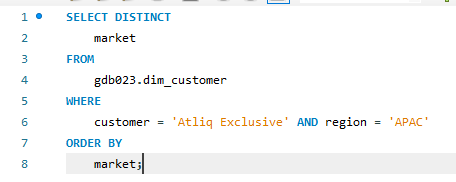 1 SELECT DISTINCT
2 market
3 FROM
4 gdb023.dim_customer
5 WHERE
6 customer = 'Atliq Exclusive' AND region = 'APAC'
7 ORDER BY
8 market;